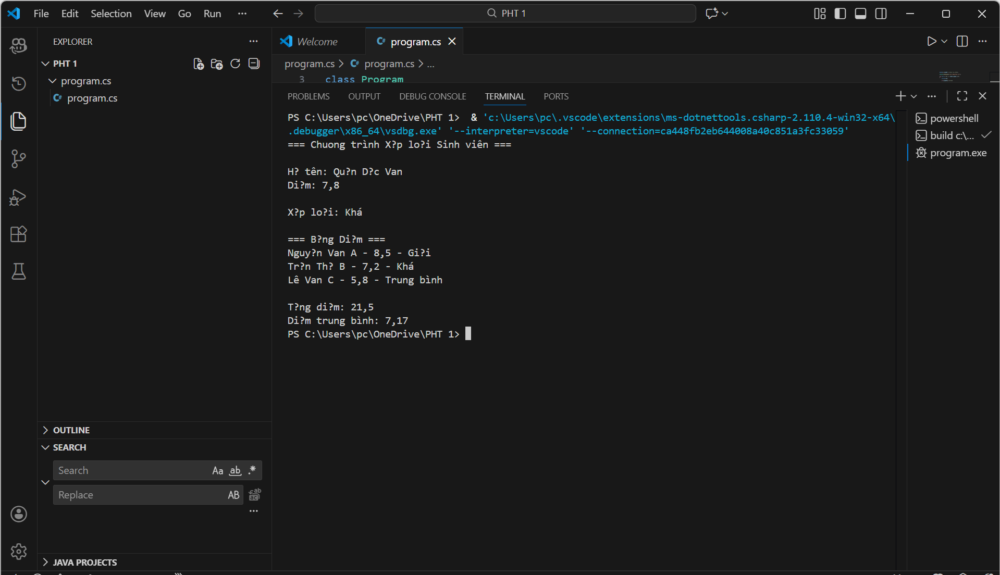 File Edit Selection View Go Run ···
PHT 1
EXPLORER
PHT 1
program.cs
program.cs
Welcome
program.cs
program.cs > program.cs > ...
3 class Program
PROBLEMS OUTPUT DEBUG CONSOLE TERMINAL PORTS
PS C:\Users\pc\OneDrive\PHT 1>  & 'c:\Users\pc\.vscode\extensions\ms-dotnettools.csharp-2.110.4-win32-x64\
.debugger\x86_64\vsdbg.exe' '--interpreter=vscode' '--connection=ca448fb2eb644008a40c851a3fc33059'
=== Chuong trình X?p lo?i Sinh viên ===
H? tên: Qu?n D?c Van
Di?m: 7,8
X?p lo?i: Khá
=== B?ng Di?m ===
Nguy?n Van A - 8,5 - Gi?i
Tr?n Th? B - 7,2 - Khá
Lê Van C - 5,8 - Trung bình
T?ng di?m: 21,5
Di?m trung bình: 7,17
PS C:\Users\pc\OneDrive\PHT 1>
powershell
build c:\...
program.exe
OUTLINE
SEARCH
Search Aa ab .*
Replace AB
JAVA PROJECTS